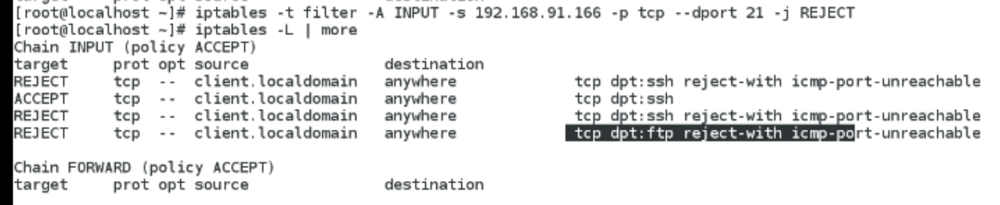 [root@localhost ~]# iptables -t filter -A INPUT -s 192.168.91.166 -p tcp --dport 21 -j REJECT
[root@localhost ~]# iptables -L | more
Chain INPUT (policy ACCEPT)
target     prot opt source               destination
REJECT     tcp  --  client.localdomain   anywhere             tcp dpt:ssh reject-with icmp-port-unreachable
ACCEPT     tcp  --  client.localdomain   anywhere             tcp dpt:ssh
REJECT     tcp  --  client.localdomain   anywhere             tcp dpt:ssh reject-with icmp-port-unreachable
REJECT     tcp  --  client.localdomain   anywhere             tcp dpt:ftp reject-with icmp-port-unreachable
Chain FORWARD (policy ACCEPT)
target     prot opt source               destination